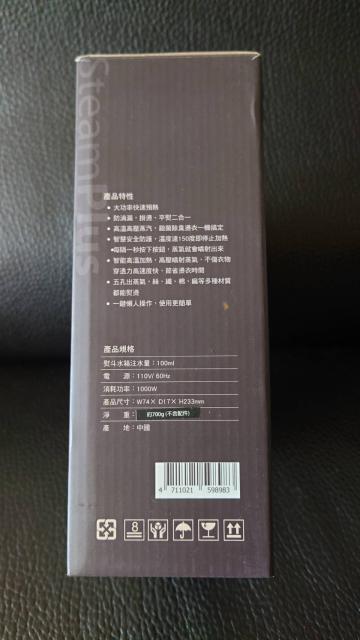 SteamPlus
產品特性
• 大功率快速預熱
• 防滴漏、掛燙、平熨二合一
• 高溫高壓蒸汽，殺菌除臭燙衣一機搞定
• 智慧安全防護，溫度達150度即停止加熱
• 每隔一秒按下按鈕，蒸氣就會噴射出來
• 智能高溫加熱，高壓噴射蒸氣，不傷衣物
穿透力高速度快，節省燙衣時間
• 五孔出蒸氣，絲、纖、棉、麻等多種材質
都能熨燙
• 一鍵懶人操作，使用更簡單
產品規格
熨斗水箱注水量：100ml
電 源：110V/ 60Hz
消耗功率：1000W
產品尺寸：W74× D17× H233mm
淨 重：約700g (不含配件)
產 地：中國
4 711021 598983
8